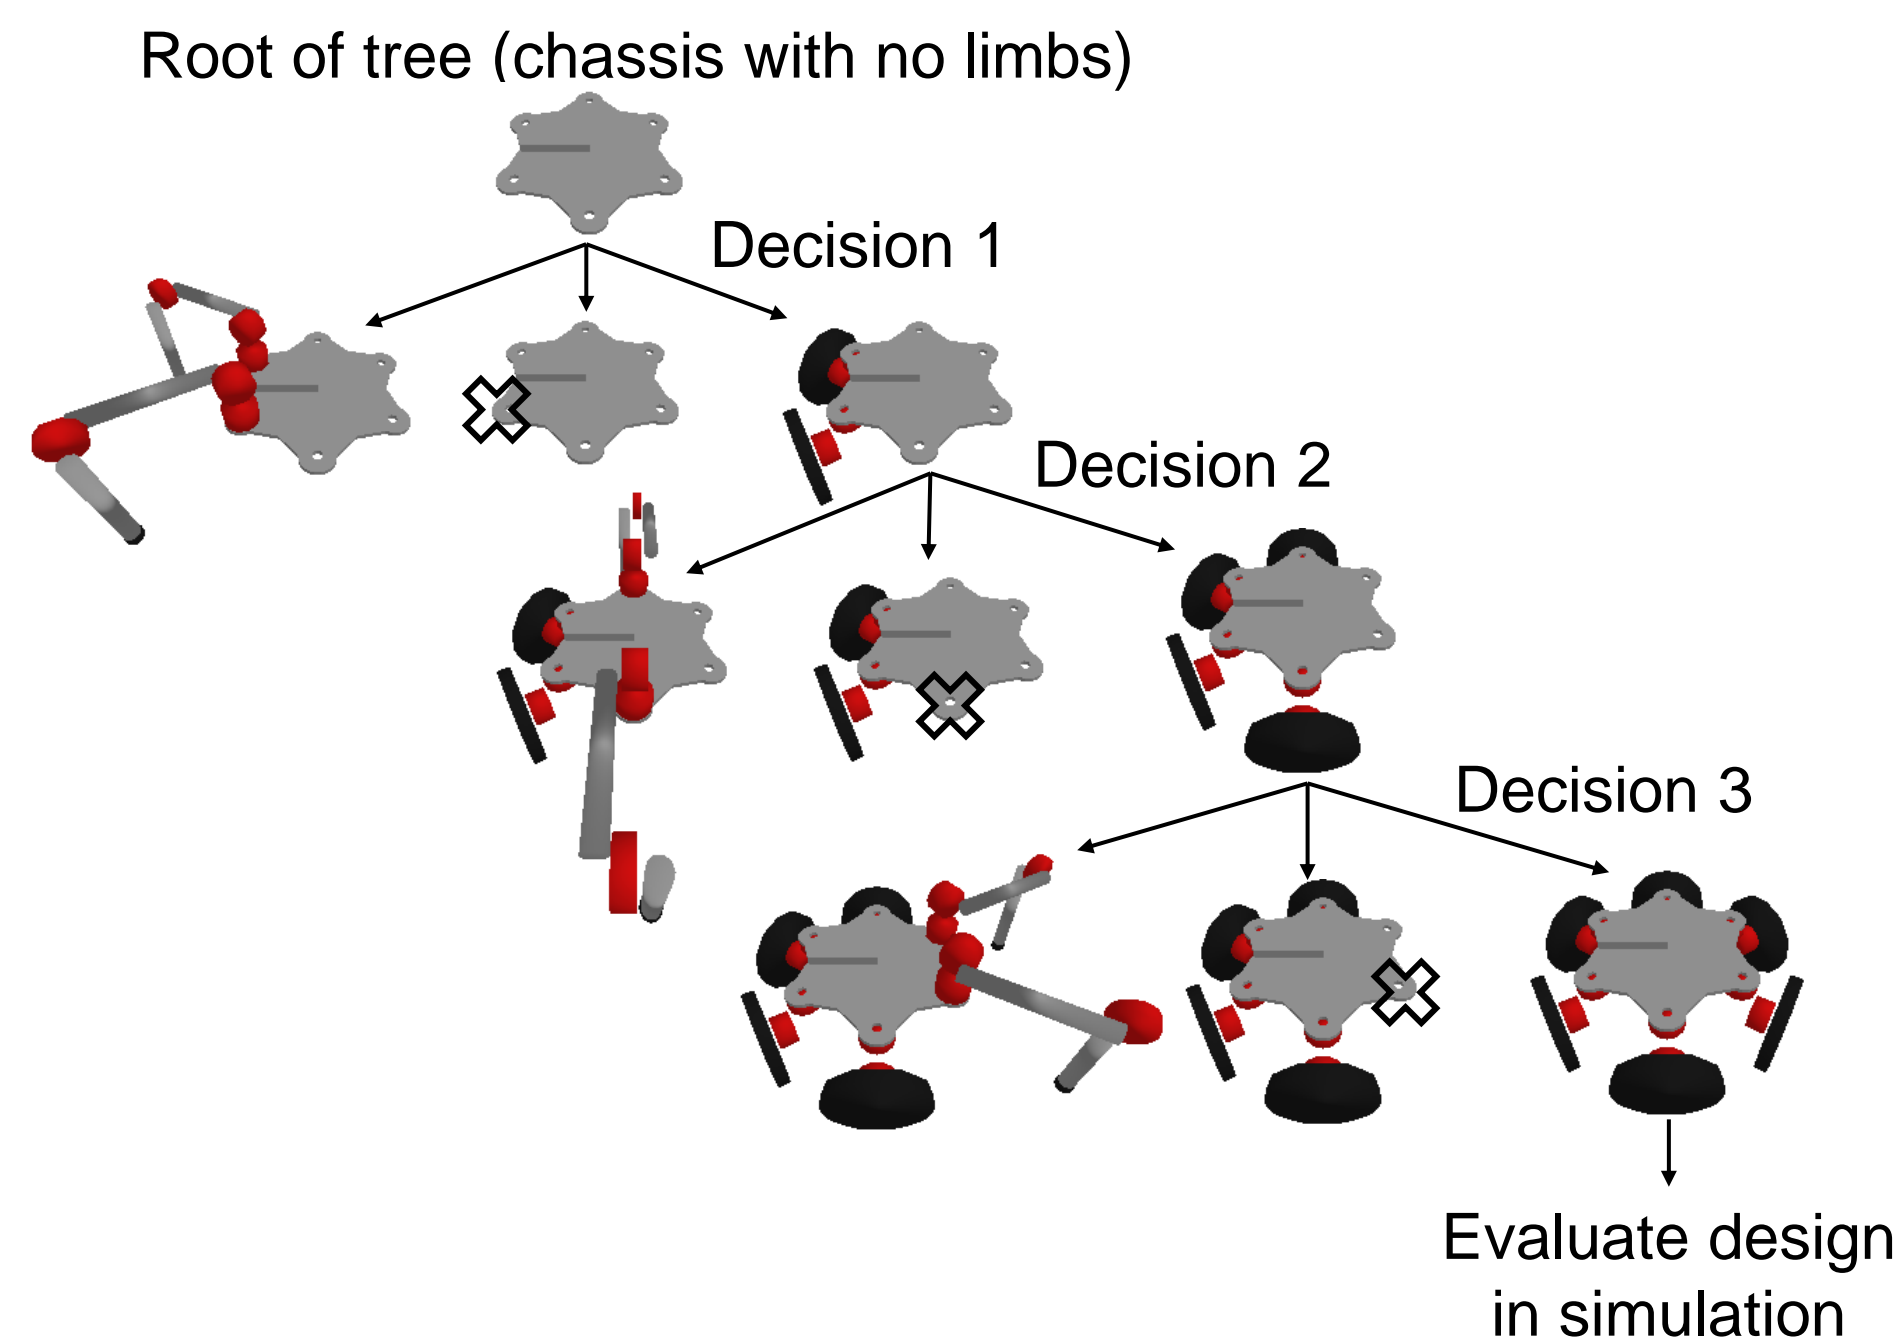 Root of tree (chassis with no limbs)
Decision 1
Decision 2
Decision 3
Evaluate design
in simulation